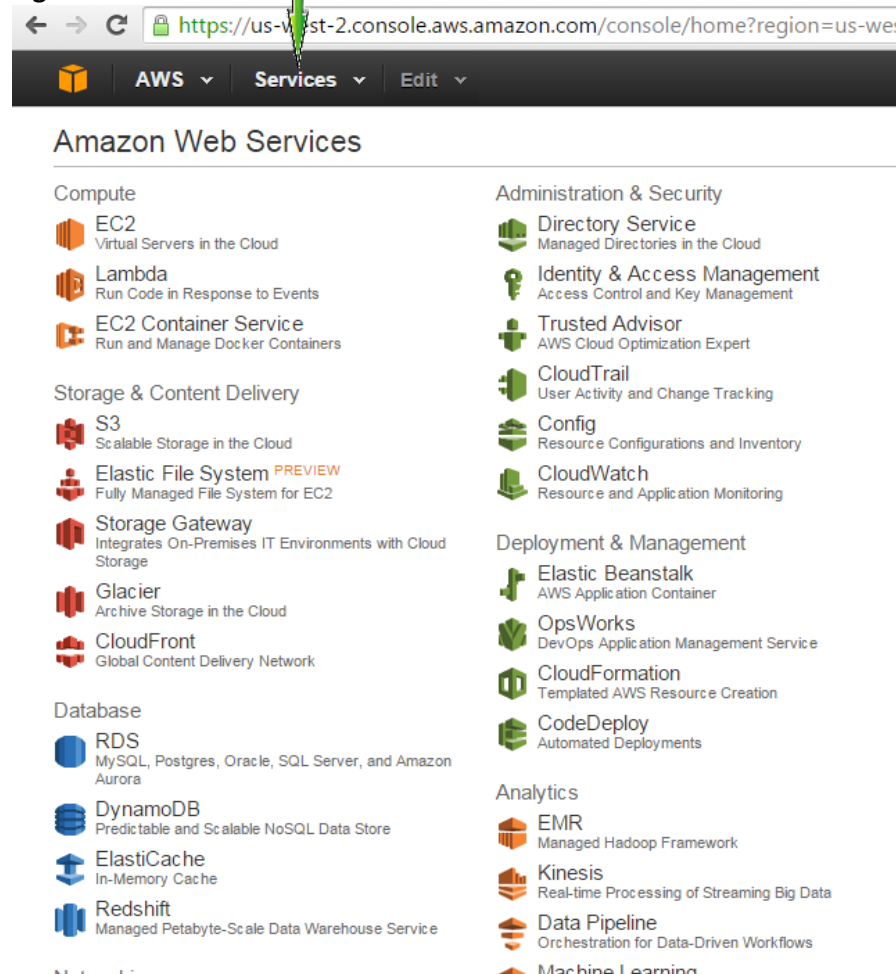 https://us-west-2.console.aws.amazon.com/console/home?region=us-wes
AWS Services Edit
Amazon Web Services
Compute
EC2
Virtual Servers in the Cloud
Lambda
Run Code in Response to Events
EC2 Container Service
Run and Manage Docker Containers
Storage & Content Delivery
S3
Scalable Storage in the Cloud
Elastic File System PREVIEW
Fully Managed File System for EC2
Storage Gateway
Integrates On-Premises IT Environments with Cloud
Storage
Glacier
Archive Storage in the Cloud
CloudFront
Global Content Delivery Network
Database
RDS
MySQL, Postgres, Oracle, SQL Server, and Amazon
Aurora
DynamoDB
Predictable and Scalable NoSQL Data Store
ElastiCache
In-Memory Cache
Redshift
Managed Petabyte-Scale Data Warehouse Service
Administration & Security
Directory Service
Managed Directories in the Cloud
Identity & Access Management
Access Control and Key Management
Trusted Advisor
AWS Cloud Optimization Expert
CloudTrail
User Activity and Change Tracking
Config
Resource Configurations and Inventory
CloudWatch
Resource and Application Monitoring
Deployment & Management
Elastic Beanstalk
AWS Application Container
OpsWorks
DevOps Application Management Service
CloudFormation
Templated AWS Resource Creation
CodeDeploy
Automated Deployments
Analytics
EMR
Managed Hadoop Framework
Kinesis
Real-time Processing of Streaming Big Data
Data Pipeline
Orchestration for Data-Driven Workflows
Machine Learning